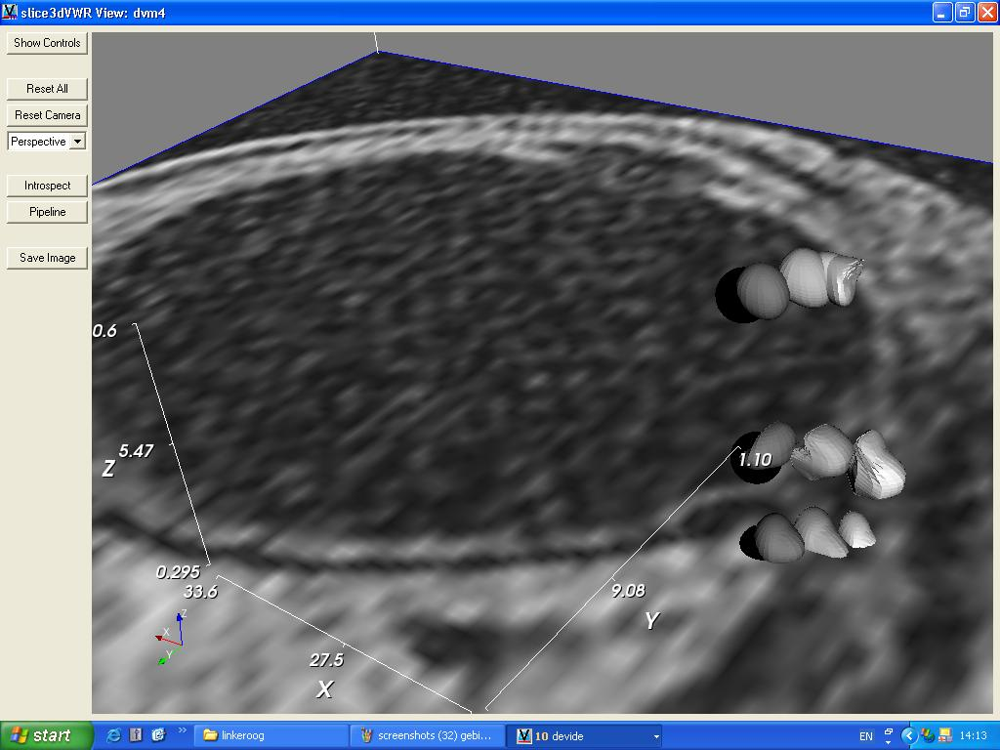 slice3dVWR View: dvm4
Show Controls
Reset All
Reset Camera
Perspective
Introspect
Pipeline
Save Image
0.6
5.47
Z
0.295
33.6
27.5
X
1.10
9.08
Y
Z
X
Y
start
linkeroog
screenshots (32) gebi...
10 devide
EN
14:13